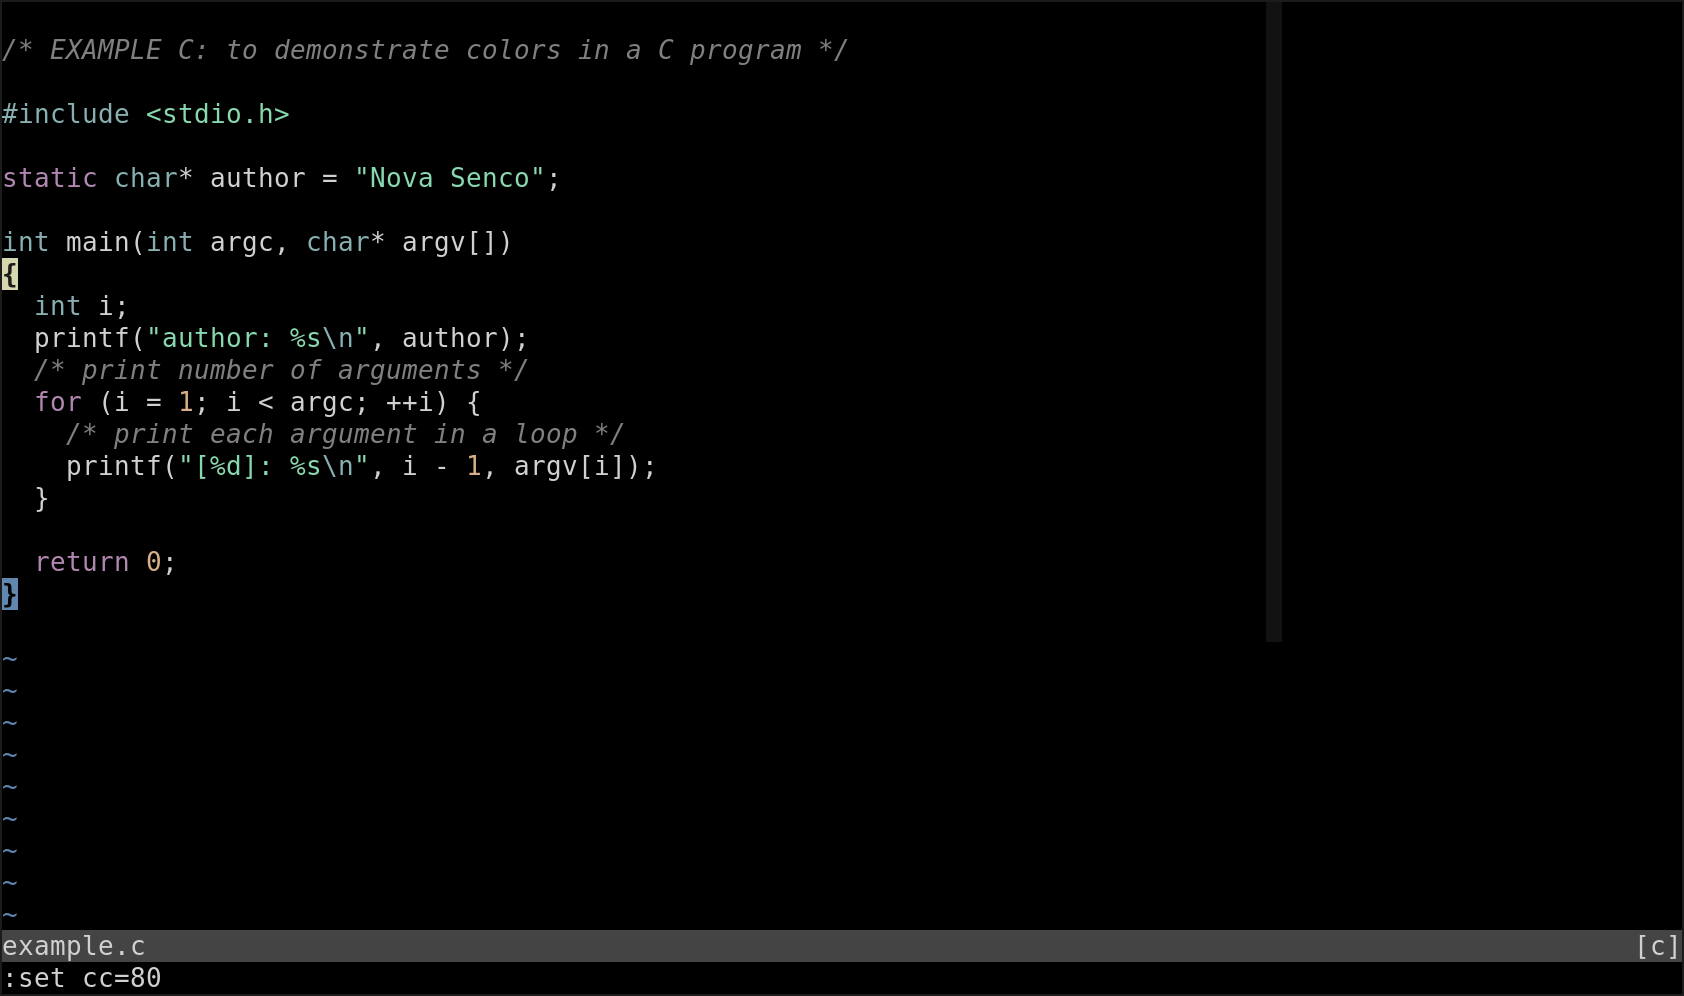 /* EXAMPLE C: to demonstrate colors in a C program */

#include <stdio.h>

static char* author = "Nova Senco";

int main(int argc, char* argv[])
{
  int i;
  printf("author: %s\n", author);
  /* print number of arguments */
  for (i = 1; i < argc; ++i) {
    /* print each argument in a loop */
    printf("[%d]: %s\n", i - 1, argv[i]);
  }

  return 0;
}

~
~
~
~
~
~
~
~
~
example.c [c]
:set cc=80